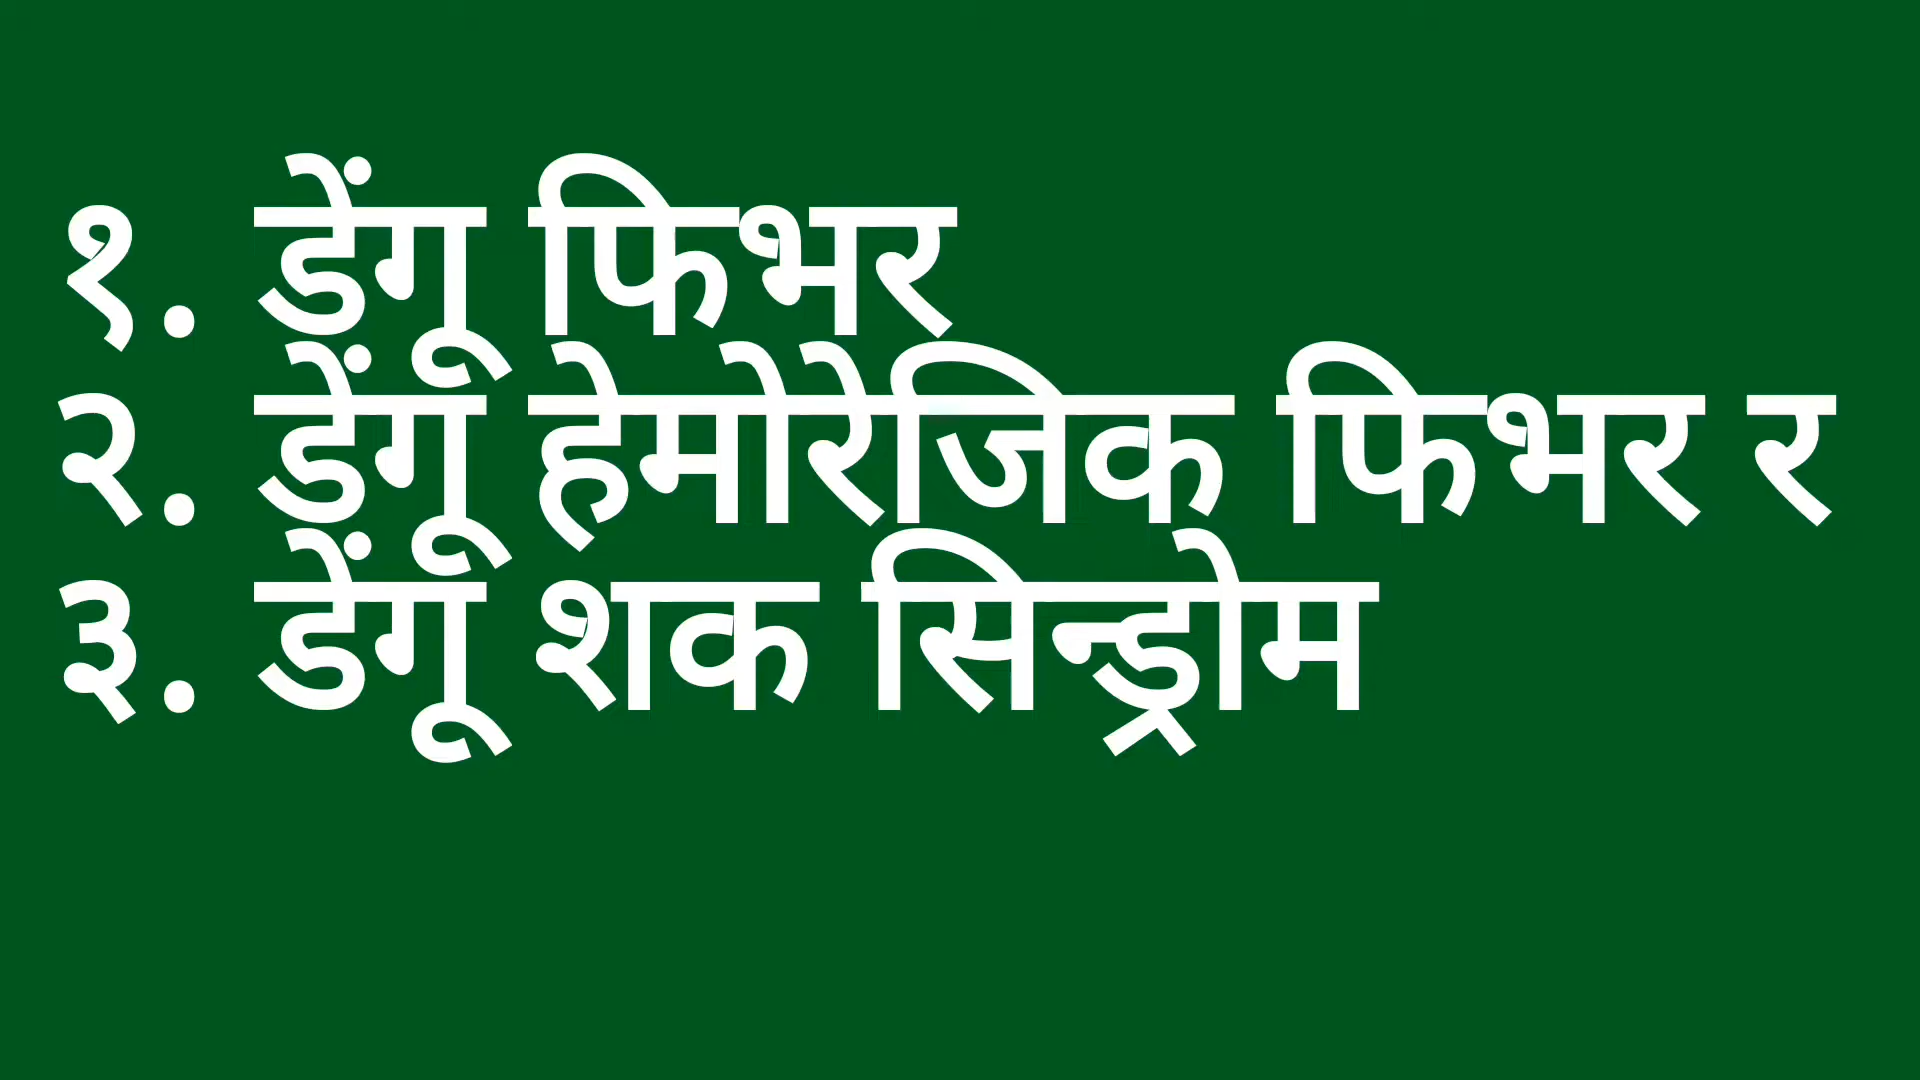 १. डेंगू फिभर
२. डेंगू हेमोरेजिक फिभर र
३. डेंगू शक सिन्ड्रोम